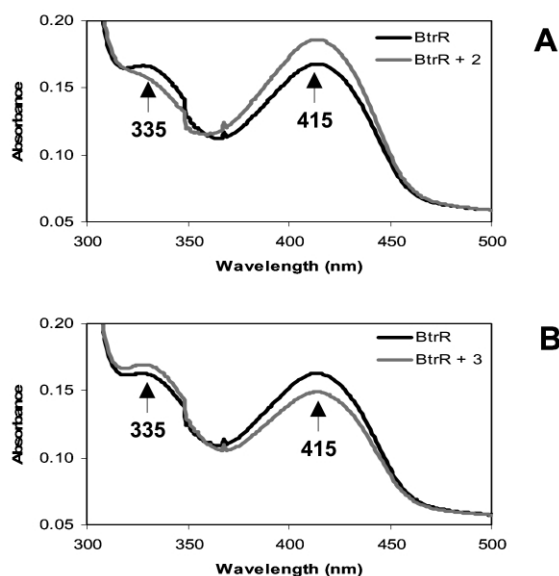 A
BtrR
BtrR + 2
0.20
0.15
0.10
0.05
Absorbance
335
415
300
350
400
450
500
Wavelength (nm)
B
BtrR
BtrR + 3
0.20
0.15
0.10
0.05
Absorbance
335
415
300
350
400
450
500
Wavelength (nm)